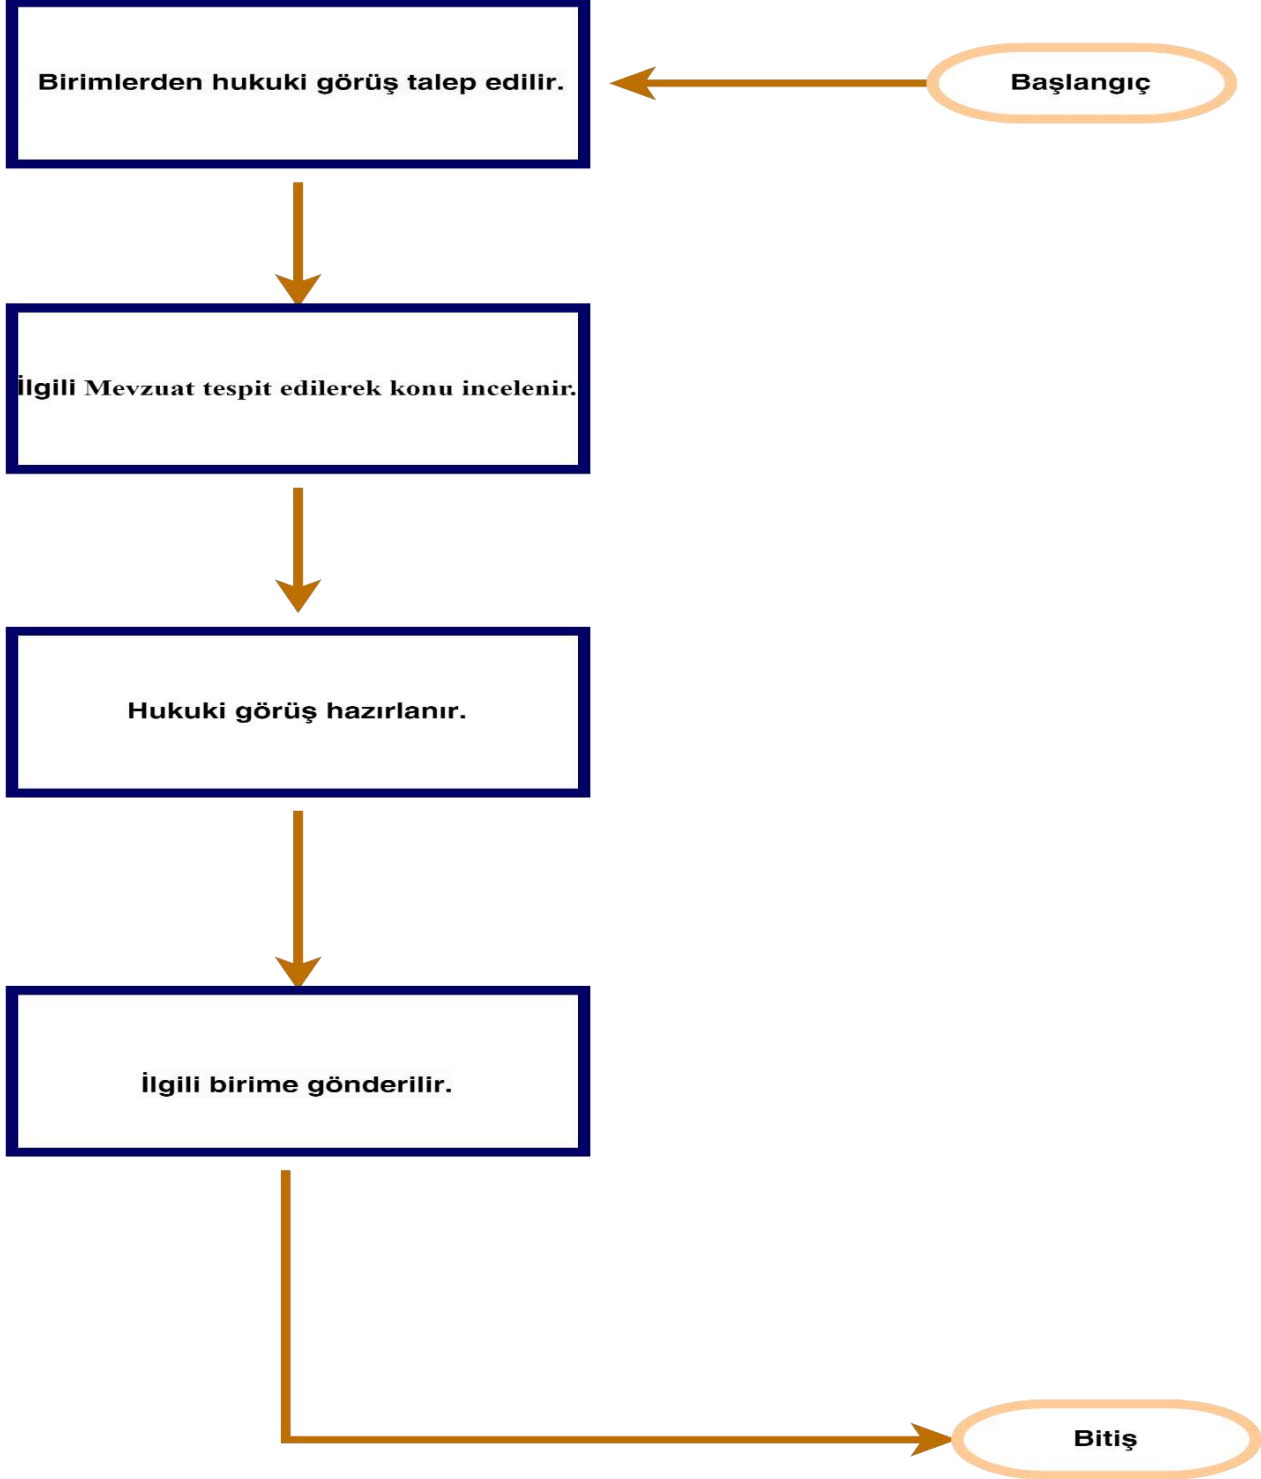 Birimlerden hukuki görüş talep edilir.
Başlangıç
İlgili Mevzuat tespit edilerek konu incelenir.
Hukuki görüş hazırlanır.
İlgili birime gönderilir.
Bitiş